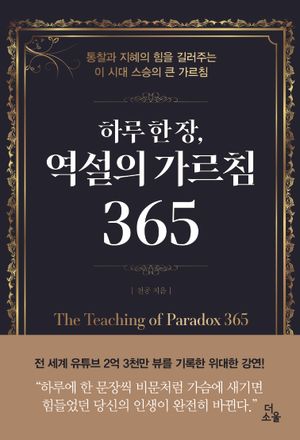 통찰과 지혜의 힘을 길러주는
이 시대 스승의 큰 가르침
하루 한 장,
역설의 가르침
365
| 천공 지음 |
The Teaching of Paradox 365
전 세계 유튜브 2억 3천만 뷰를 기록한 위대한 강연!
“하루에 한 문장씩 비문처럼 가슴에 새기면
힘들었던 당신의 인생이 완전히 바뀐다.”
더
소울